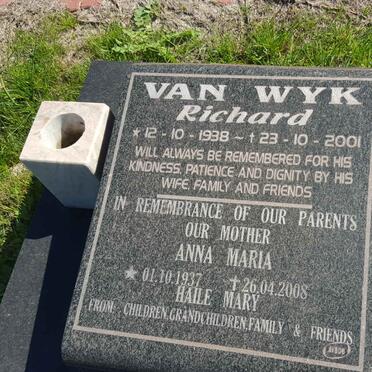 VAN WYK
Richard
★ 12-10-1938 ~ † 23-10-2001
WILL ALWAYS BE REMEMBERED FOR HIS
KINDNESS, PATIENCE AND DIGNITY BY HIS
WIFE, FAMILY AND FRIENDS
IN REMEMBRANCE OF OUR PARENTS
OUR MOTHER
ANNA MARIA
★ 01.10.1937 † 26.04.2008
HAILE MARY
FROM: CHILDREN,GRANDCHILDREN,FAMILY & FRIENDS